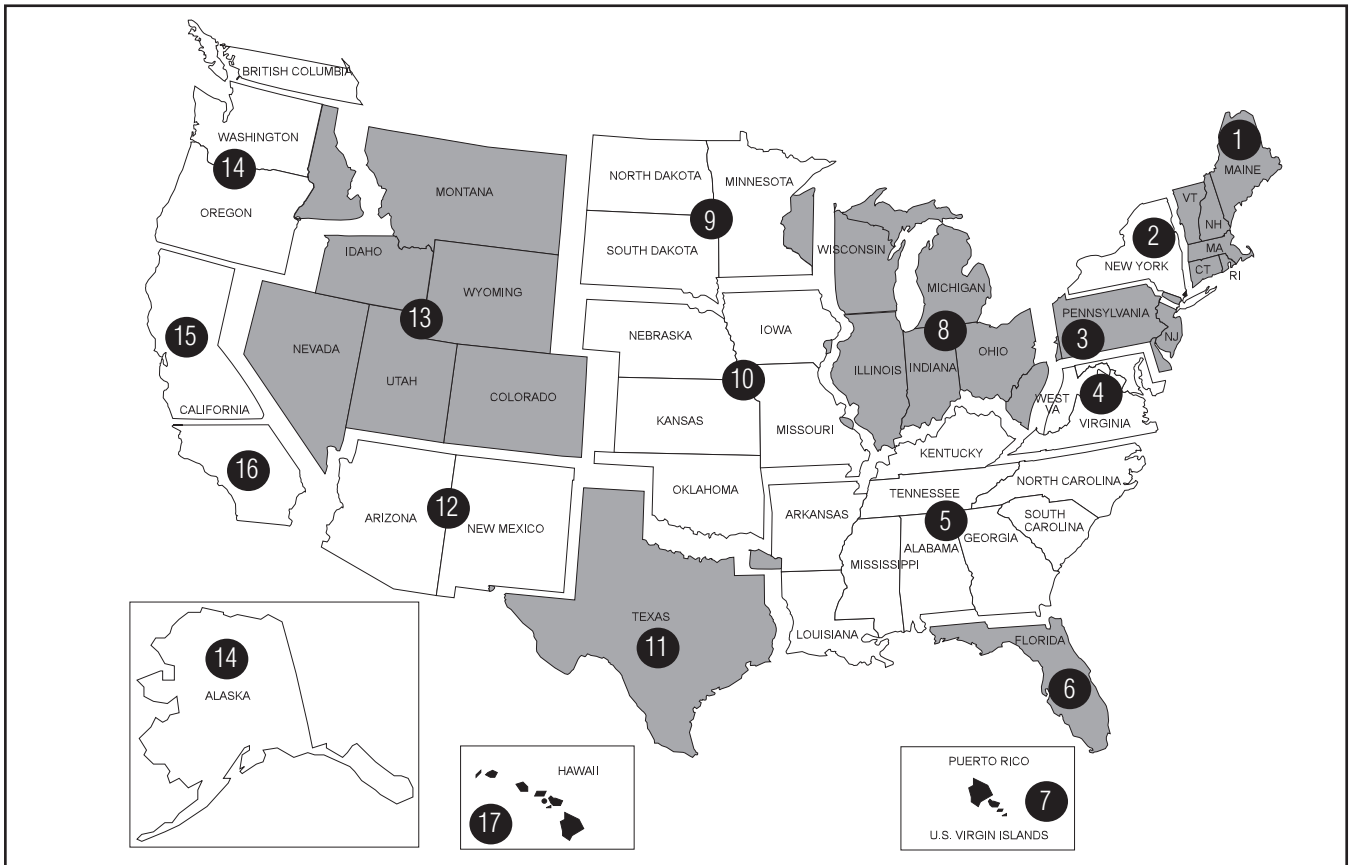 BRITISH COLUMBIA
WASHINGTON
14
OREGON
MONTANA
IDAHO
WYOMING
13
NEVADA
UTAH
COLORADO
15
CALIFORNIA
16
ARIZONA
12
NEW MEXICO
NORTH DAKOTA
MINNESOTA
9
SOUTH DAKOTA
NEBRASKA
IOWA
10
KANSAS
MISSOURI
OKLAHOMA
ARKANSAS
TEXAS
11
LOUISIANA
WISCONSIN
MICHIGAN
8
ILLINOIS
INDIANA
OHIO
KENTUCKY
TENNESSEE
5
MISSISSIPPI
ALABAMA
GEORGIA
NORTH CAROLINA
SOUTH
CAROLINA
FLORIDA
6
1
MAINE
VT
NH
2
NEW YORK
MA
CT
RI
PENNSYLVANIA
3
NJ
WEST
VA
4
VIRGINIA
14
ALASKA
HAWAII
17
PUERTO RICO
7
U.S. VIRGIN ISLANDS